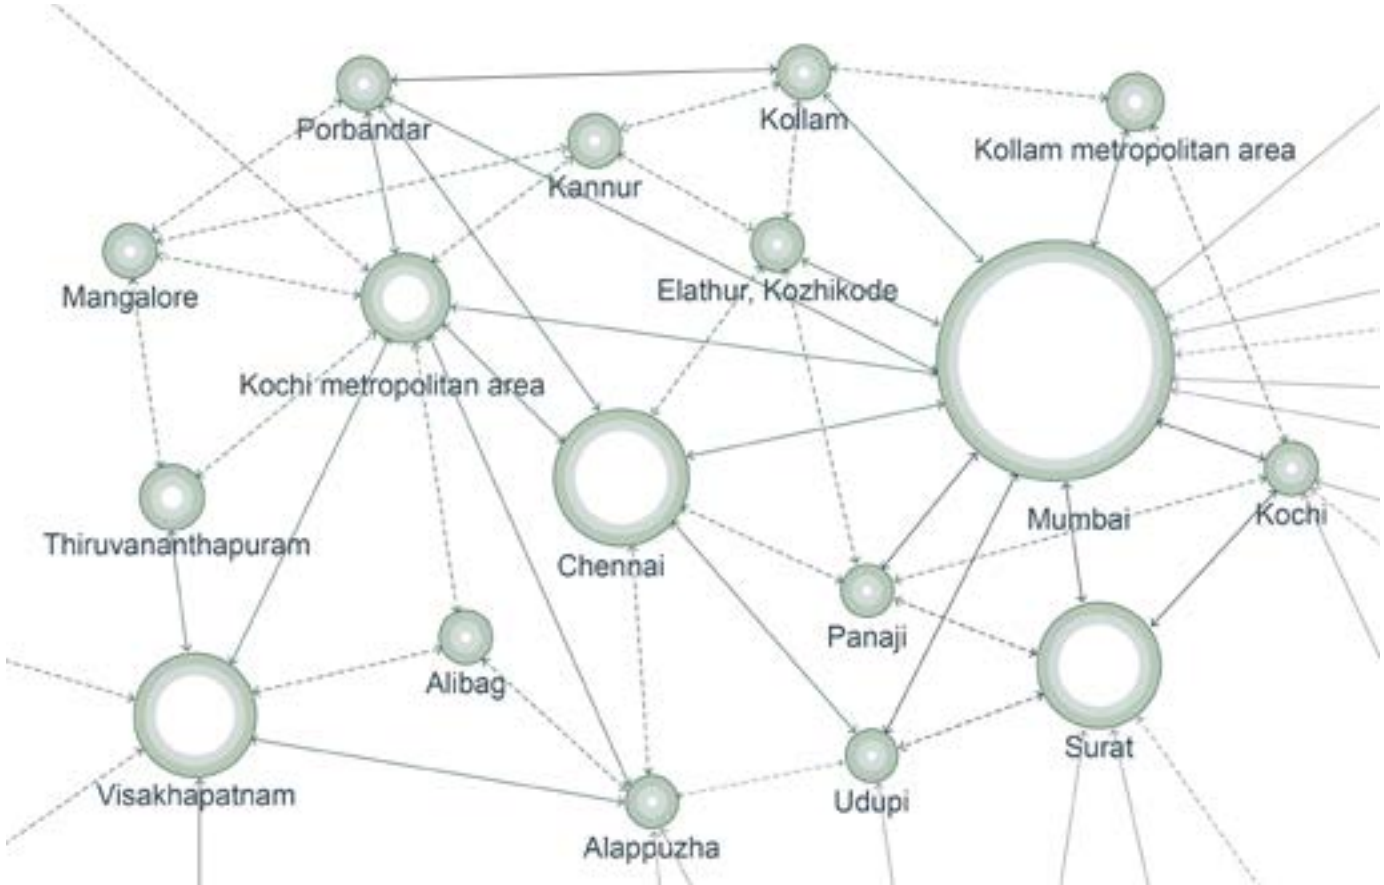 Kollam
Porbandar
Kollam metropolitan area
Kannur
Mangalore
Elathur, Kozhikode
Kochi metropolitan area
Mumbai
Kochi
Thiruvananthapuram
Chennai
Panaji
Alibag
Surat
Visakhapatnam
Udupi
Alappuzha